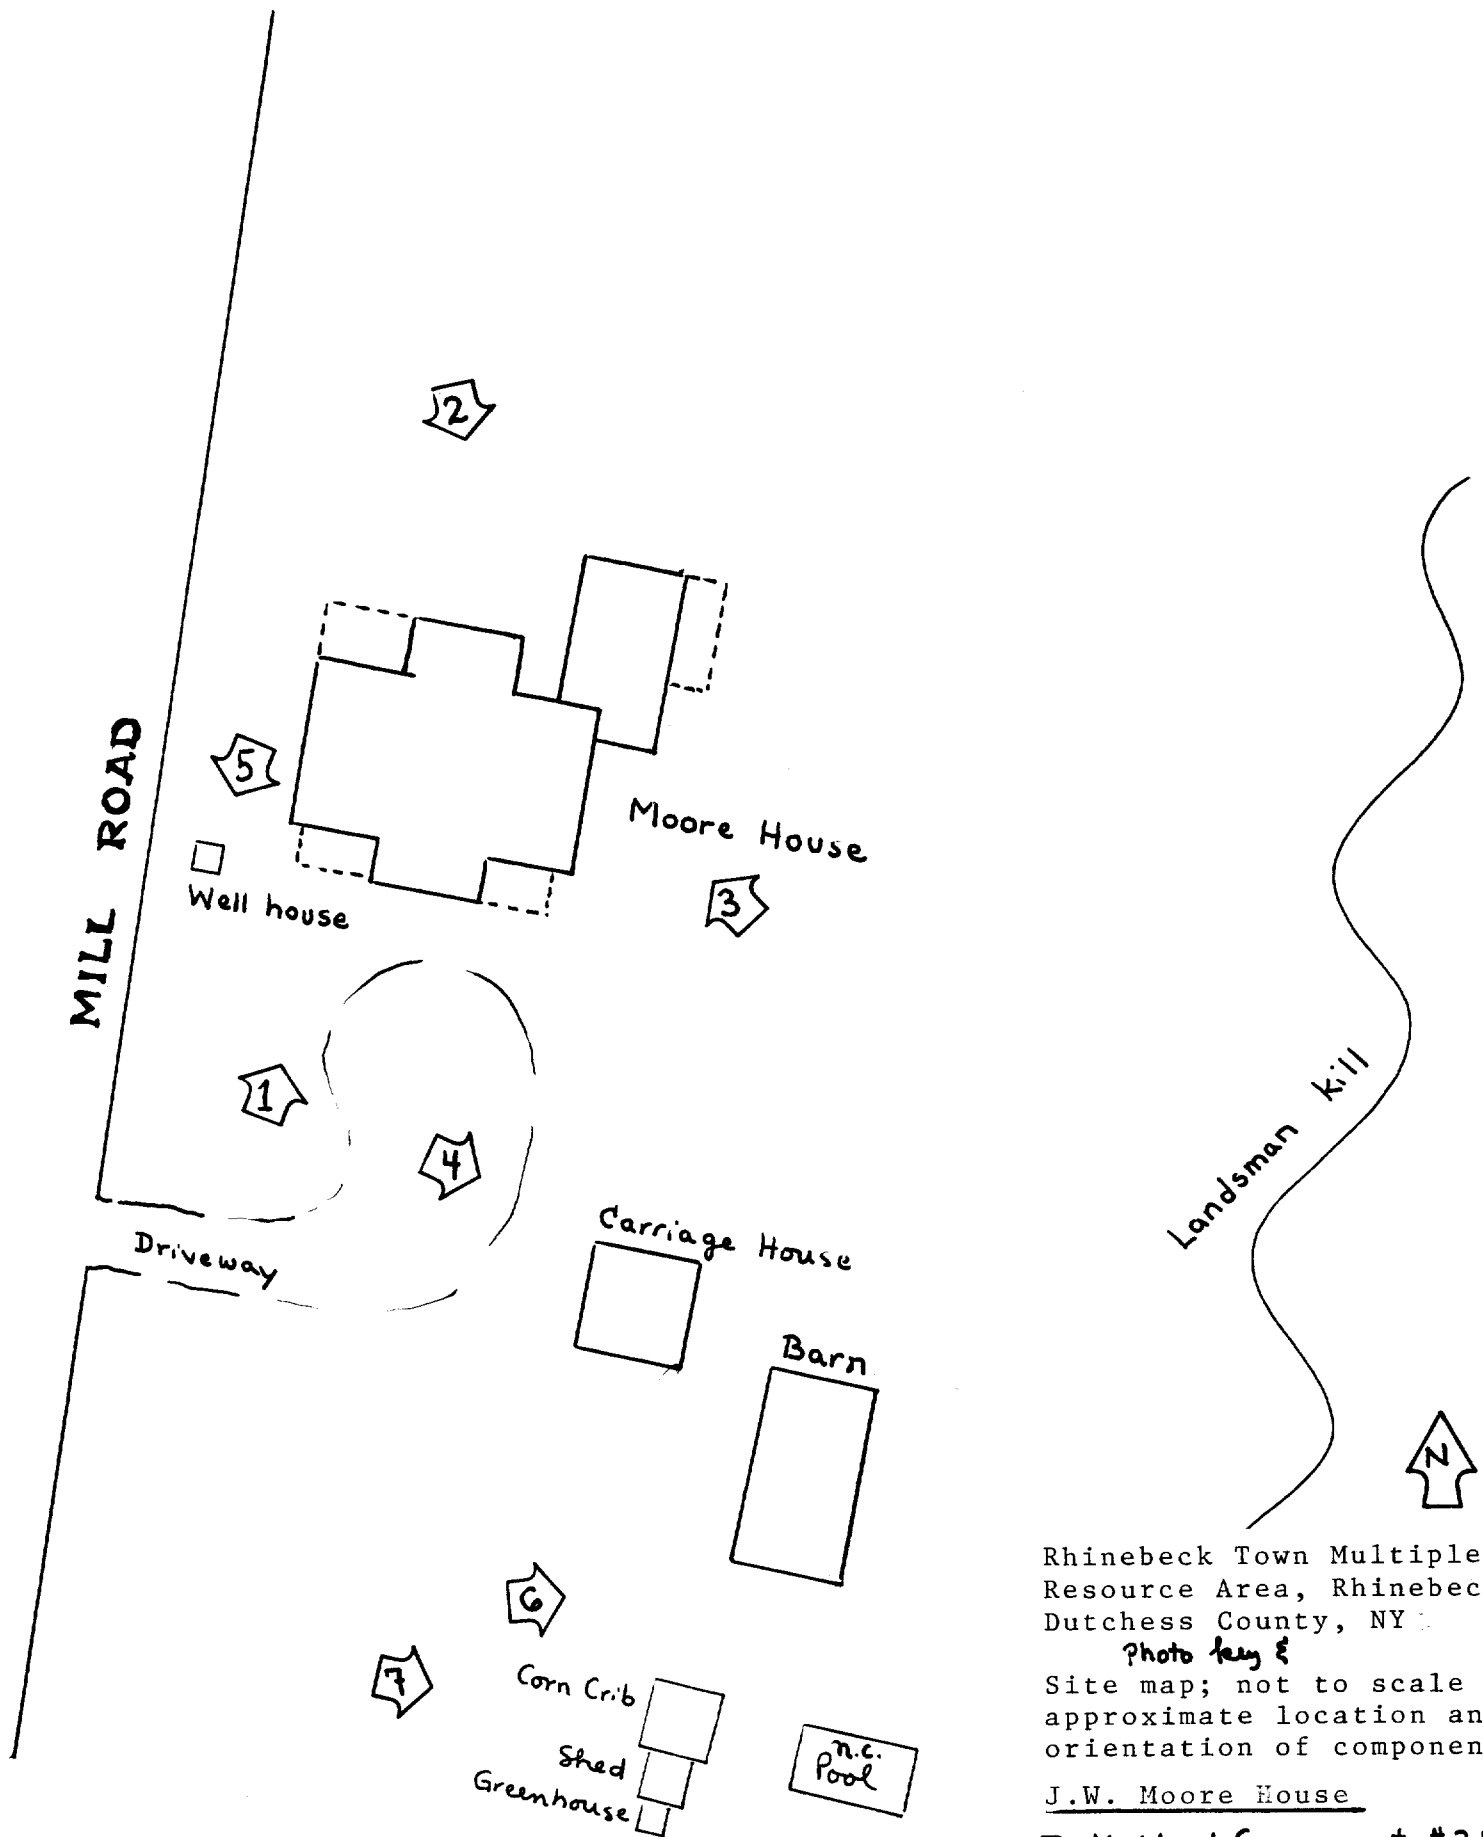 2
5
MILL ROAD
Moore House
3
Well house
1
4
Landsman kill
Driveway
Carriage House
Barn
N
6
7
Corn Crib
Shed
Greenhouse
n.c.
Pool
Rhinebeck Town Multiple
Resource Area, Rhinebec
Dutchess County, NY
Photo key &
Site map; not to scale
approximate location an
orientation of componen
J.W. Moore House